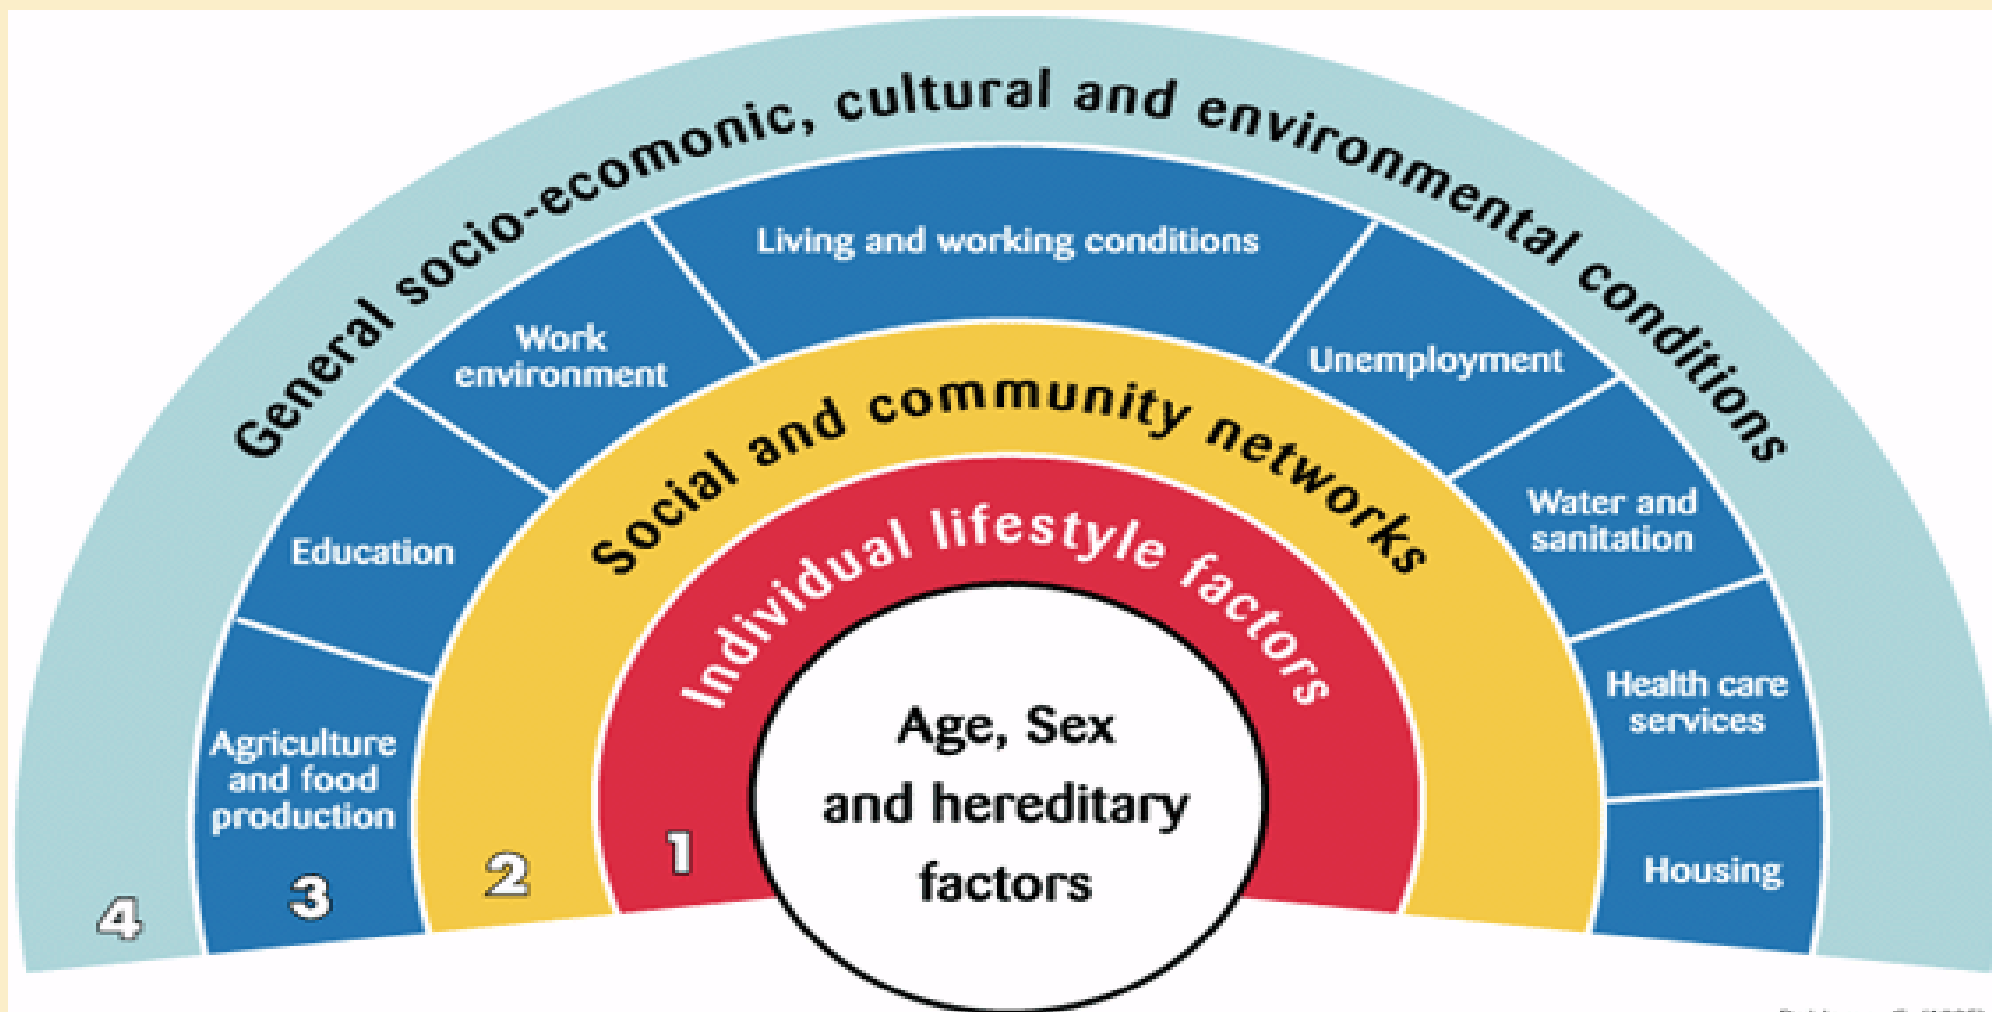 General socio-ecomonic, cultural and environmental conditions
Living and working conditions
Work
environment
Unemployment
Education
Water and
sanitation
Agriculture
and food
production
Health care
services
Housing
Social and community networks
Individual lifestyle factors
Age, Sex
and hereditary
factors
1
2
3
4